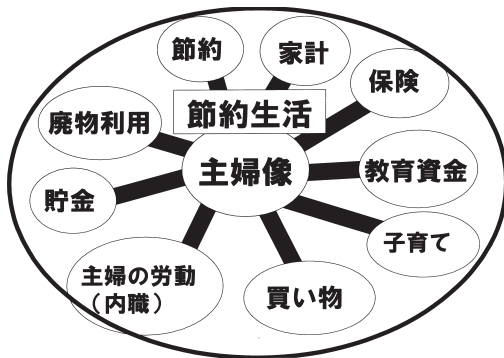 節約
家計
保険
廃物利用
節約生活
主婦像
教育資金
貯金
子育て
主婦の労動
（内職）
買い物